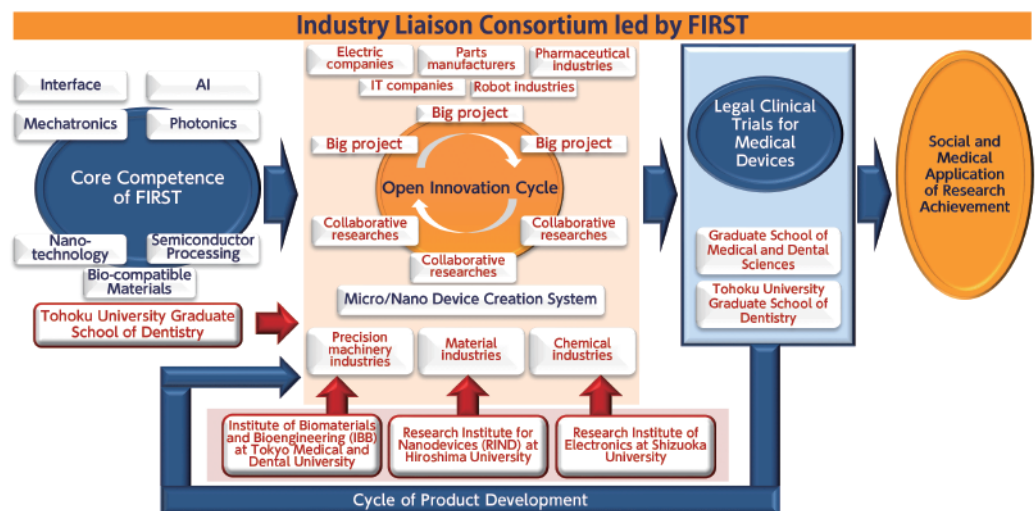 Industry Liaison Consortium led by FIRST
Interface
AI
Mechatronics
Photonics
Core Competence
of FIRST
Nano-
technology
Semiconductor
Processing
Bio-compatible
Materials
Tohoku University Graduate
School of Dentistry
Electric
companies
Parts
manufacturers
Pharmaceutical
industries
IT companies
Robot industries
Big project
Big project
Big project
Open Innovation Cycle
Collaborative
researches
Collaborative
researches
Collaborative
researches
Micro/Nano Device Creation System
Precision
machinery
industries
Material
industries
Chemical
industries
Institute of Biomaterials
and Bioengineering (IBB)
at Tokyo Medical and
Dental University
Research Institute for
Nanodevices (RIND) at
Hiroshima University
Research Institute of
Electronics at Shizuoka
University
Legal Clinical
Trials for
Medical
Devices
Graduate School of
Medical and Dental
Sciences
Tohoku University
Graduate School of
Dentistry
Social and
Medical
Application
of Research
Achievement
Cycle of Product Development